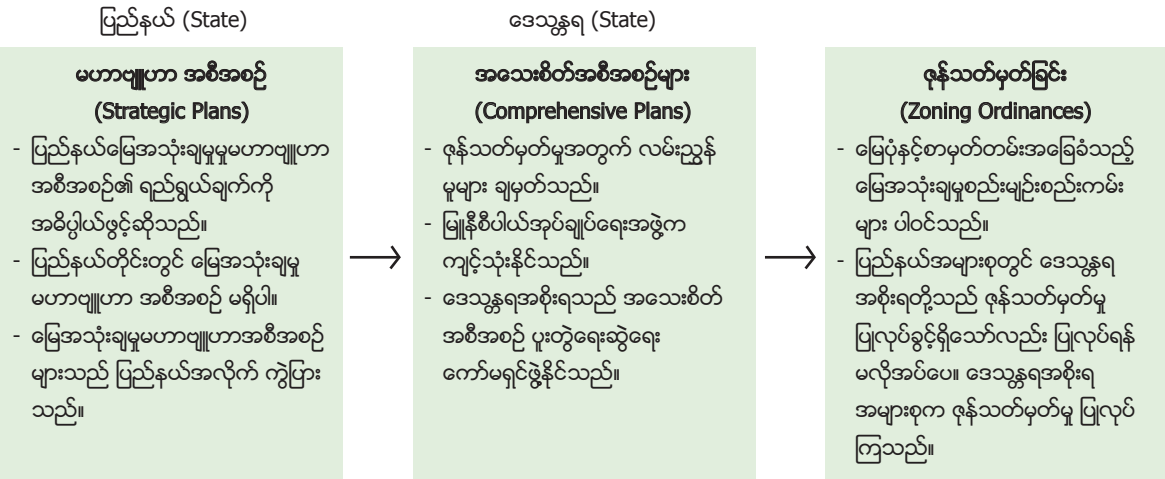 ပြည်နယ် (State)
ဒေသန္တရ (State)
မဟာဗျူဟာ အစီအစဉ်
(Strategic Plans)
- ပြည်နယ်မြေအသုံးချမှုမှုမဟာဗျူဟာ
အစီအစဉ်၏ ရည်ရွယ်ချက်ကို
အဓိပ္ပါယ်ဖွင့်ဆိုသည်။
- ပြည်နယ်တိုင်းတွင် မြေအသုံးချမှု
မဟာဗျူဟာ အစီအစဉ် မရှိပါ။
- မြေအသုံးချမှုမဟာဗျူဟာအစီအစဉ်
များသည် ပြည်နယ်အလိုက် ကွဲပြား
သည်။
အသေးစိတ်အစီအစဉ်များ
(Comprehensive Plans)
- ဇုန်သတ်မှတ်မှုအတွက် လမ်းညွှန်
မူများ ချမှတ်သည်။
- မြူနီစီပါယ်အုပ်ချုပ်ရေးအဖွဲ့က
ကျင့်သုံးနိုင်သည်။
- ဒေသန္တရအစိုးရသည် အသေးစိတ်
အစီအစဉ် ပူးတွဲရေးဆွဲရေး
ကော်မရှင်ဖွဲ့နိုင်သည်။
ဇုန်သတ်မှတ်ခြင်း
(Zoning Ordinances)
- မြေပုံနှင့်စာမှတ်တမ်းအခြေခံသည့်
မြေအသုံးချမှုစည်းမျဉ်းစည်းကမ်း
များ ပါဝင်သည်။
- ပြည်နယ်အများစုတွင် ဒေသန္တရ
အစိုးရတို့သည် ဇုန်သတ်မှတ်မှု
ပြုလုပ်ခွင့်ရှိသော်လည်း ပြုလုပ်ရန်
မလိုအပ်ပေ။ ဒေသန္တရအစိုးရ
အများစုက ဇုန်သတ်မှတ်မှု ပြုလုပ်
ကြသည်။